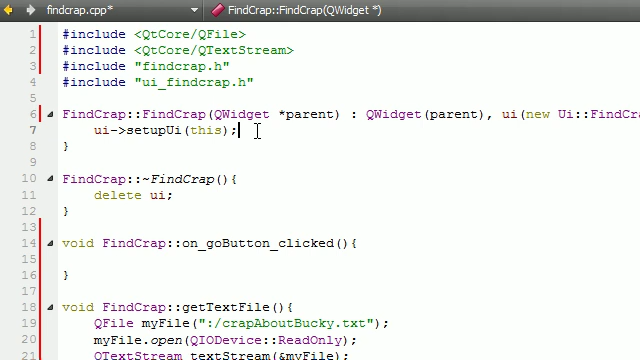 findcrap.cpp* FindCrap::FindCrap(QWidget *)
1 #include <QtCore/QFile>
2 #include <QtCore/QTextStream>
3 #include "findcrap.h"
4 #include "ui_findcrap.h"
5
6 FindCrap::FindCrap(QWidget *parent) : QWidget(parent), ui(new Ui::FindCra
7 ui->setupUi(this);
8 }
9
10 FindCrap::~FindCrap(){
11 delete ui;
12 }
13
14 void FindCrap::on_goButton_clicked(){
15
16 }
17
18 void FindCrap::getTextFile(){
19 QFile myFile(":/crapAboutBucky.txt");
20 myFile.open(QIODevice::ReadOnly);
21 QTextStream textStream(&myFile);